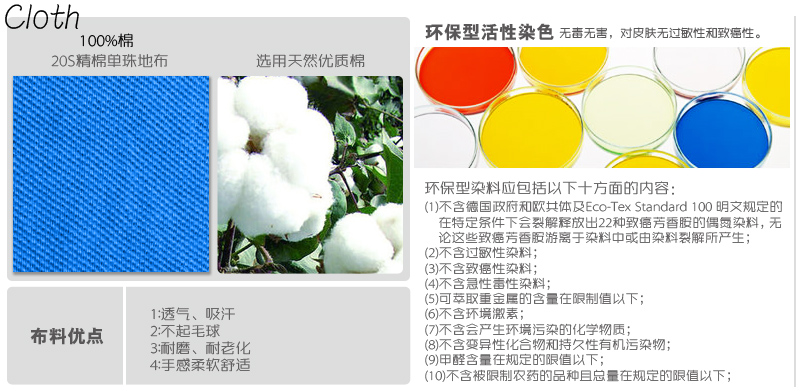 Cloth
100%棉
20S精棉单珠地布
选用天然优质棉
布料优点
1:透气、吸汗
2:不起毛球
3:耐磨、耐老化
4:手感柔软舒适
环保型活性染色 无毒无害，对皮肤无过敏性和致癌性。
环保型染料应包括以下十方面的内容：
(1)不含德国政府和欧共体及Eco-Tex Standard 100 明文规定的
在特定条件下会裂解释放出22种致癌芳香胺的偶氮染料，无
论这些致癌芳香胺游离于染料中或由染料裂解所产生；
(2)不含过敏性染料；
(3)不含致癌性染料；
(4)不含急性毒性染料；
(5)可萃取重金属的含量在限制值以下；
(6)不含环境激素；
(7)不含会产生环境污染的化学物质；
(8)不含变异性化合物和持久性有机污染物；
(9)甲醛含量在规定的限值以下；
(10)不含被限制农药的品种且总量在规定的限值以下；